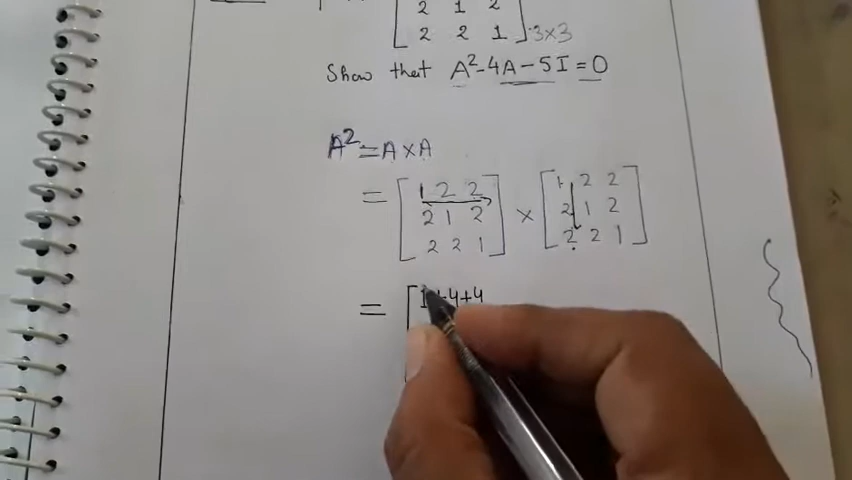 2 1 2
2 2 1 3×3
Show that A²-4A-5I=0
A²=A×A
= [1 2 2] × [1 2 2]
2 1 2 2 1 2
2 2 1 2 2 1
= [1+4+4